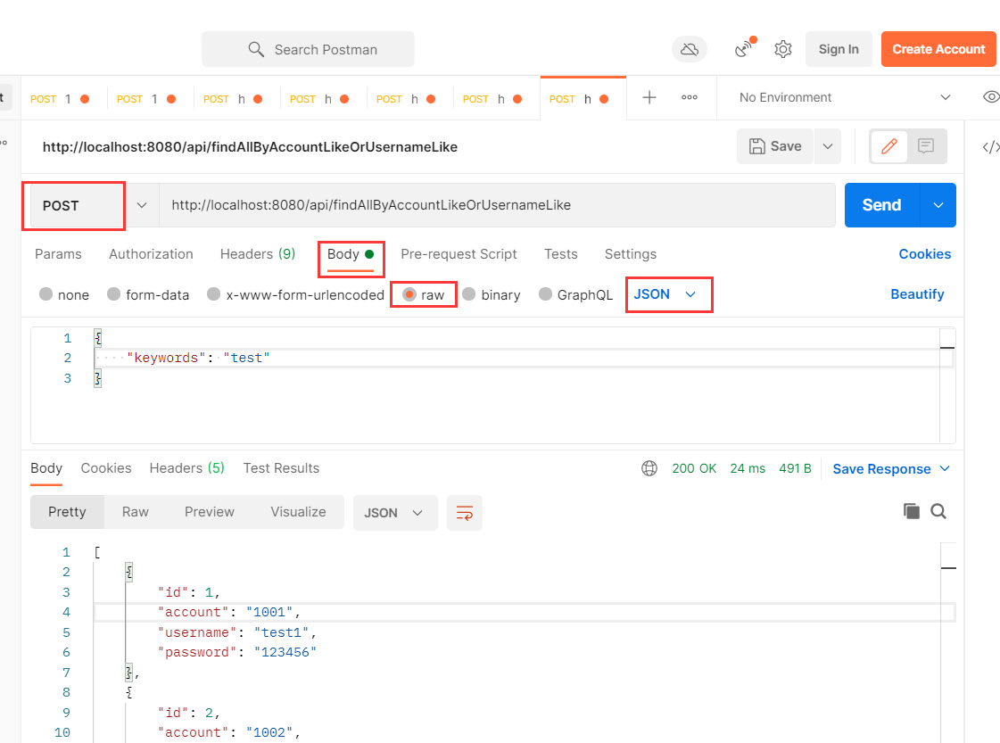 Search Postman
Sign In
Create Account
t
POST 1
POST 1
POST h
POST h
POST h
POST h
POST h
No Environment
http://localhost:8080/api/findAllByAccountLikeOrUsernameLike
Save
</>
POST
http://localhost:8080/api/findAllByAccountLikeOrUsernameLike
Send
Params Authorization Headers (9) Body Pre-request Script Tests Settings Cookies
none form-data x-www-form-urlencoded raw binary GraphQL JSON Beautify
1 {
2 "keywords": "test"
3 }
Body Cookies Headers (5) Test Results 200 OK 24 ms 491 B Save Response
Pretty Raw Preview Visualize JSON
1 [
2 {
3 "id": 1,
4 "account": "1001",
5 "username": "test1",
6 "password": "123456"
7 },
8 {
9 "id": 2,
10 "account": "1002",